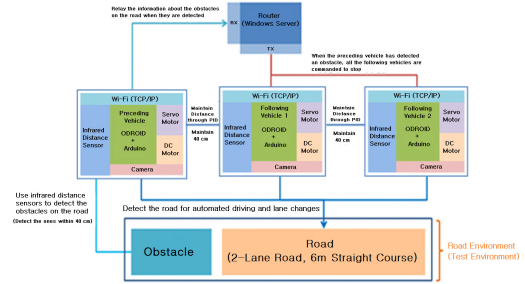 Relay the information about the obstacles
on the road when they are detected
RX
Router
(Windows Server)
TX
When the preceding vehicle has detected
an obstacle, all the following vehicles are
commanded to stop
Wi-Fi (TCP/IP)
Infrared
Distance
Sensor
Preceding
Vehicle
ODROID
+
Arduino
Servo
Motor
DC
Motor
Camera
Maintain
Distance
through PID
Maintain
40 cm
Wi-Fi (TCP/IP)
Infrared
Distance
Sensor
Following
Vehicle 1
ODROID
+
Arduino
Servo
Motor
DC
Motor
Camera
Maintain
Distance
through PID
Maintain
40 cm
Wi-Fi (TCP/IP)
Infrared
Distance
Sensor
Following
Vehicle 2
ODROID
+
Arduino
Servo
Motor
DC
Motor
Camera
Use infrared distance
sensors to detect the
obstacles on the road
(Detect the ones within 40 cm)
Detect the road for automated driving and lane changes
Obstacle
Road
(2-Lane Road, 6m Straight Course)
Road Environment
(Test Environment)